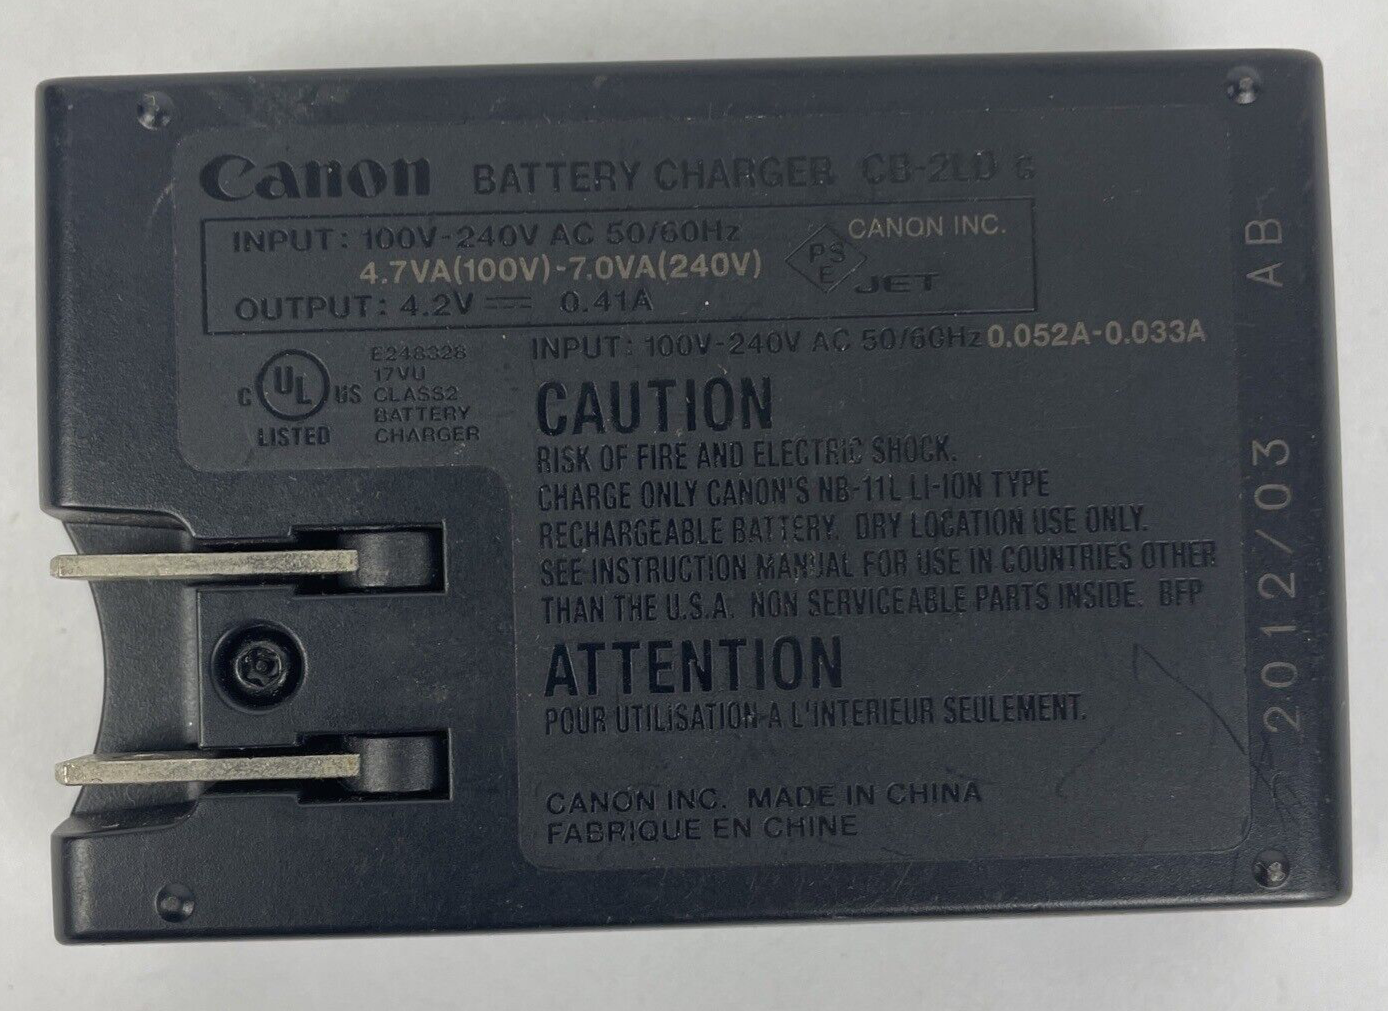 Canon BATTERY CHARGER CB-2LD G
INPUT: 100V-240V AC 50/60Hz
4.7VA(100V)-7.0VA(240V)
OUTPUT: 4.2V ⎓ 0.41A
PS
E
CANON INC.
JET
INPUT: 100V-240V AC 50/60Hz 0.052A-0.033A
C UL US
LISTED
E248328
17VU
CLASS2
BATTERY
CHARGER
CAUTION
RISK OF FIRE AND ELECTRIC SHOCK.
CHARGE ONLY CANON'S NB-11L LI-ION TYPE
RECHARGEABLE BATTERY. DRY LOCATION USE ONLY.
SEE INSTRUCTION MANUAL FOR USE IN COUNTRIES OTHER
THAN THE U.S.A. NON SERVICEABLE PARTS INSIDE. BFP
ATTENTION
POUR UTILISATION A L'INTERIEUR SEULEMENT.
CANON INC. MADE IN CHINA
FABRIQUE EN CHINE
2012/03 AB